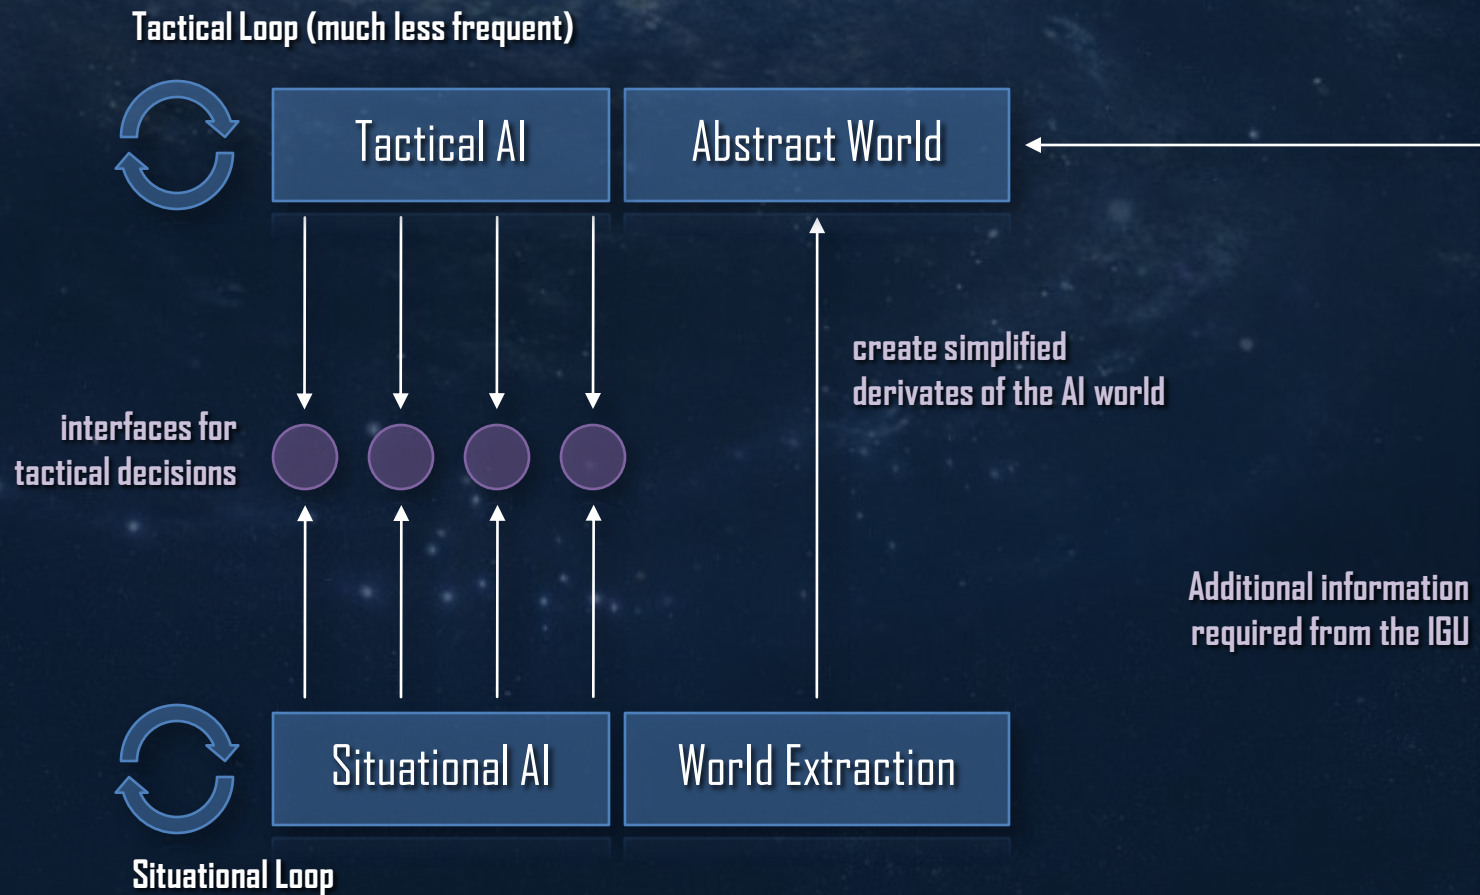 Tactical Loop (much less frequent)
Tactical AI
Abstract World
create simplified
derivates of the AI world
interfaces for
tactical decisions
Additional information
required from the IGU
Situational AI
World Extraction
Situational Loop